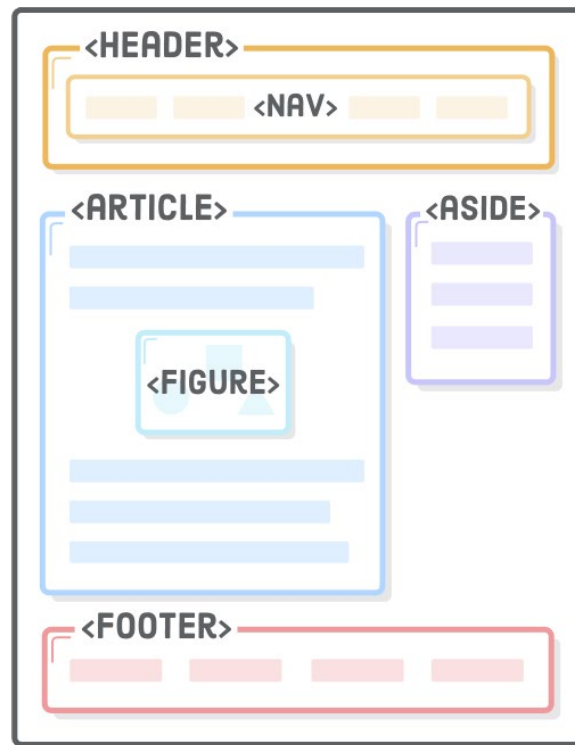 <HEADER>
<NAV>
<ARTICLE>
<ASIDE>
<FIGURE>
<FOOTER>